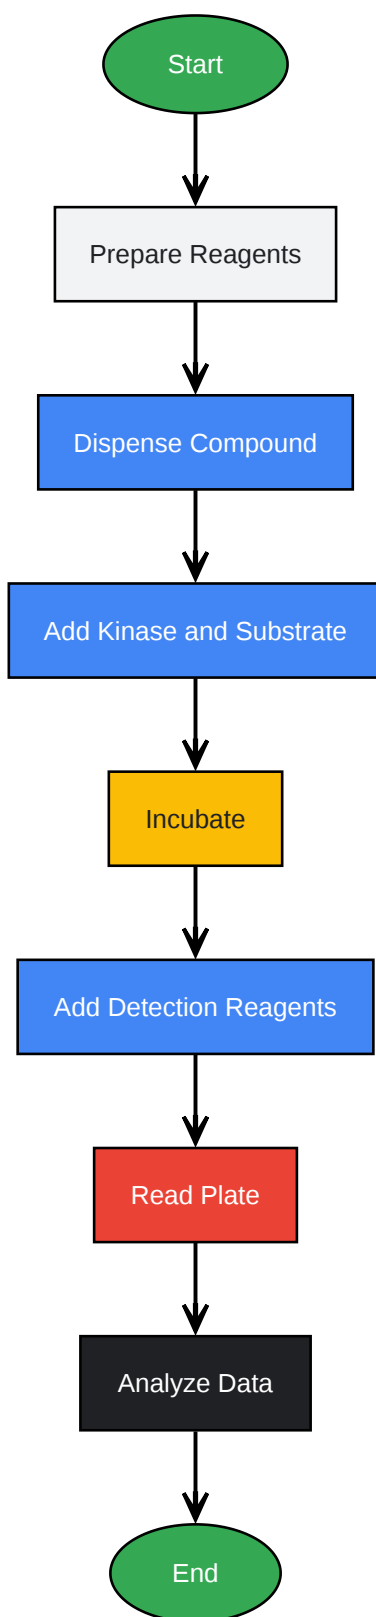 Start
Prepare Reagents
Dispense Compound
Add Kinase and Substrate
Incubate
Add Detection Reagents
Read Plate
Analyze Data
End